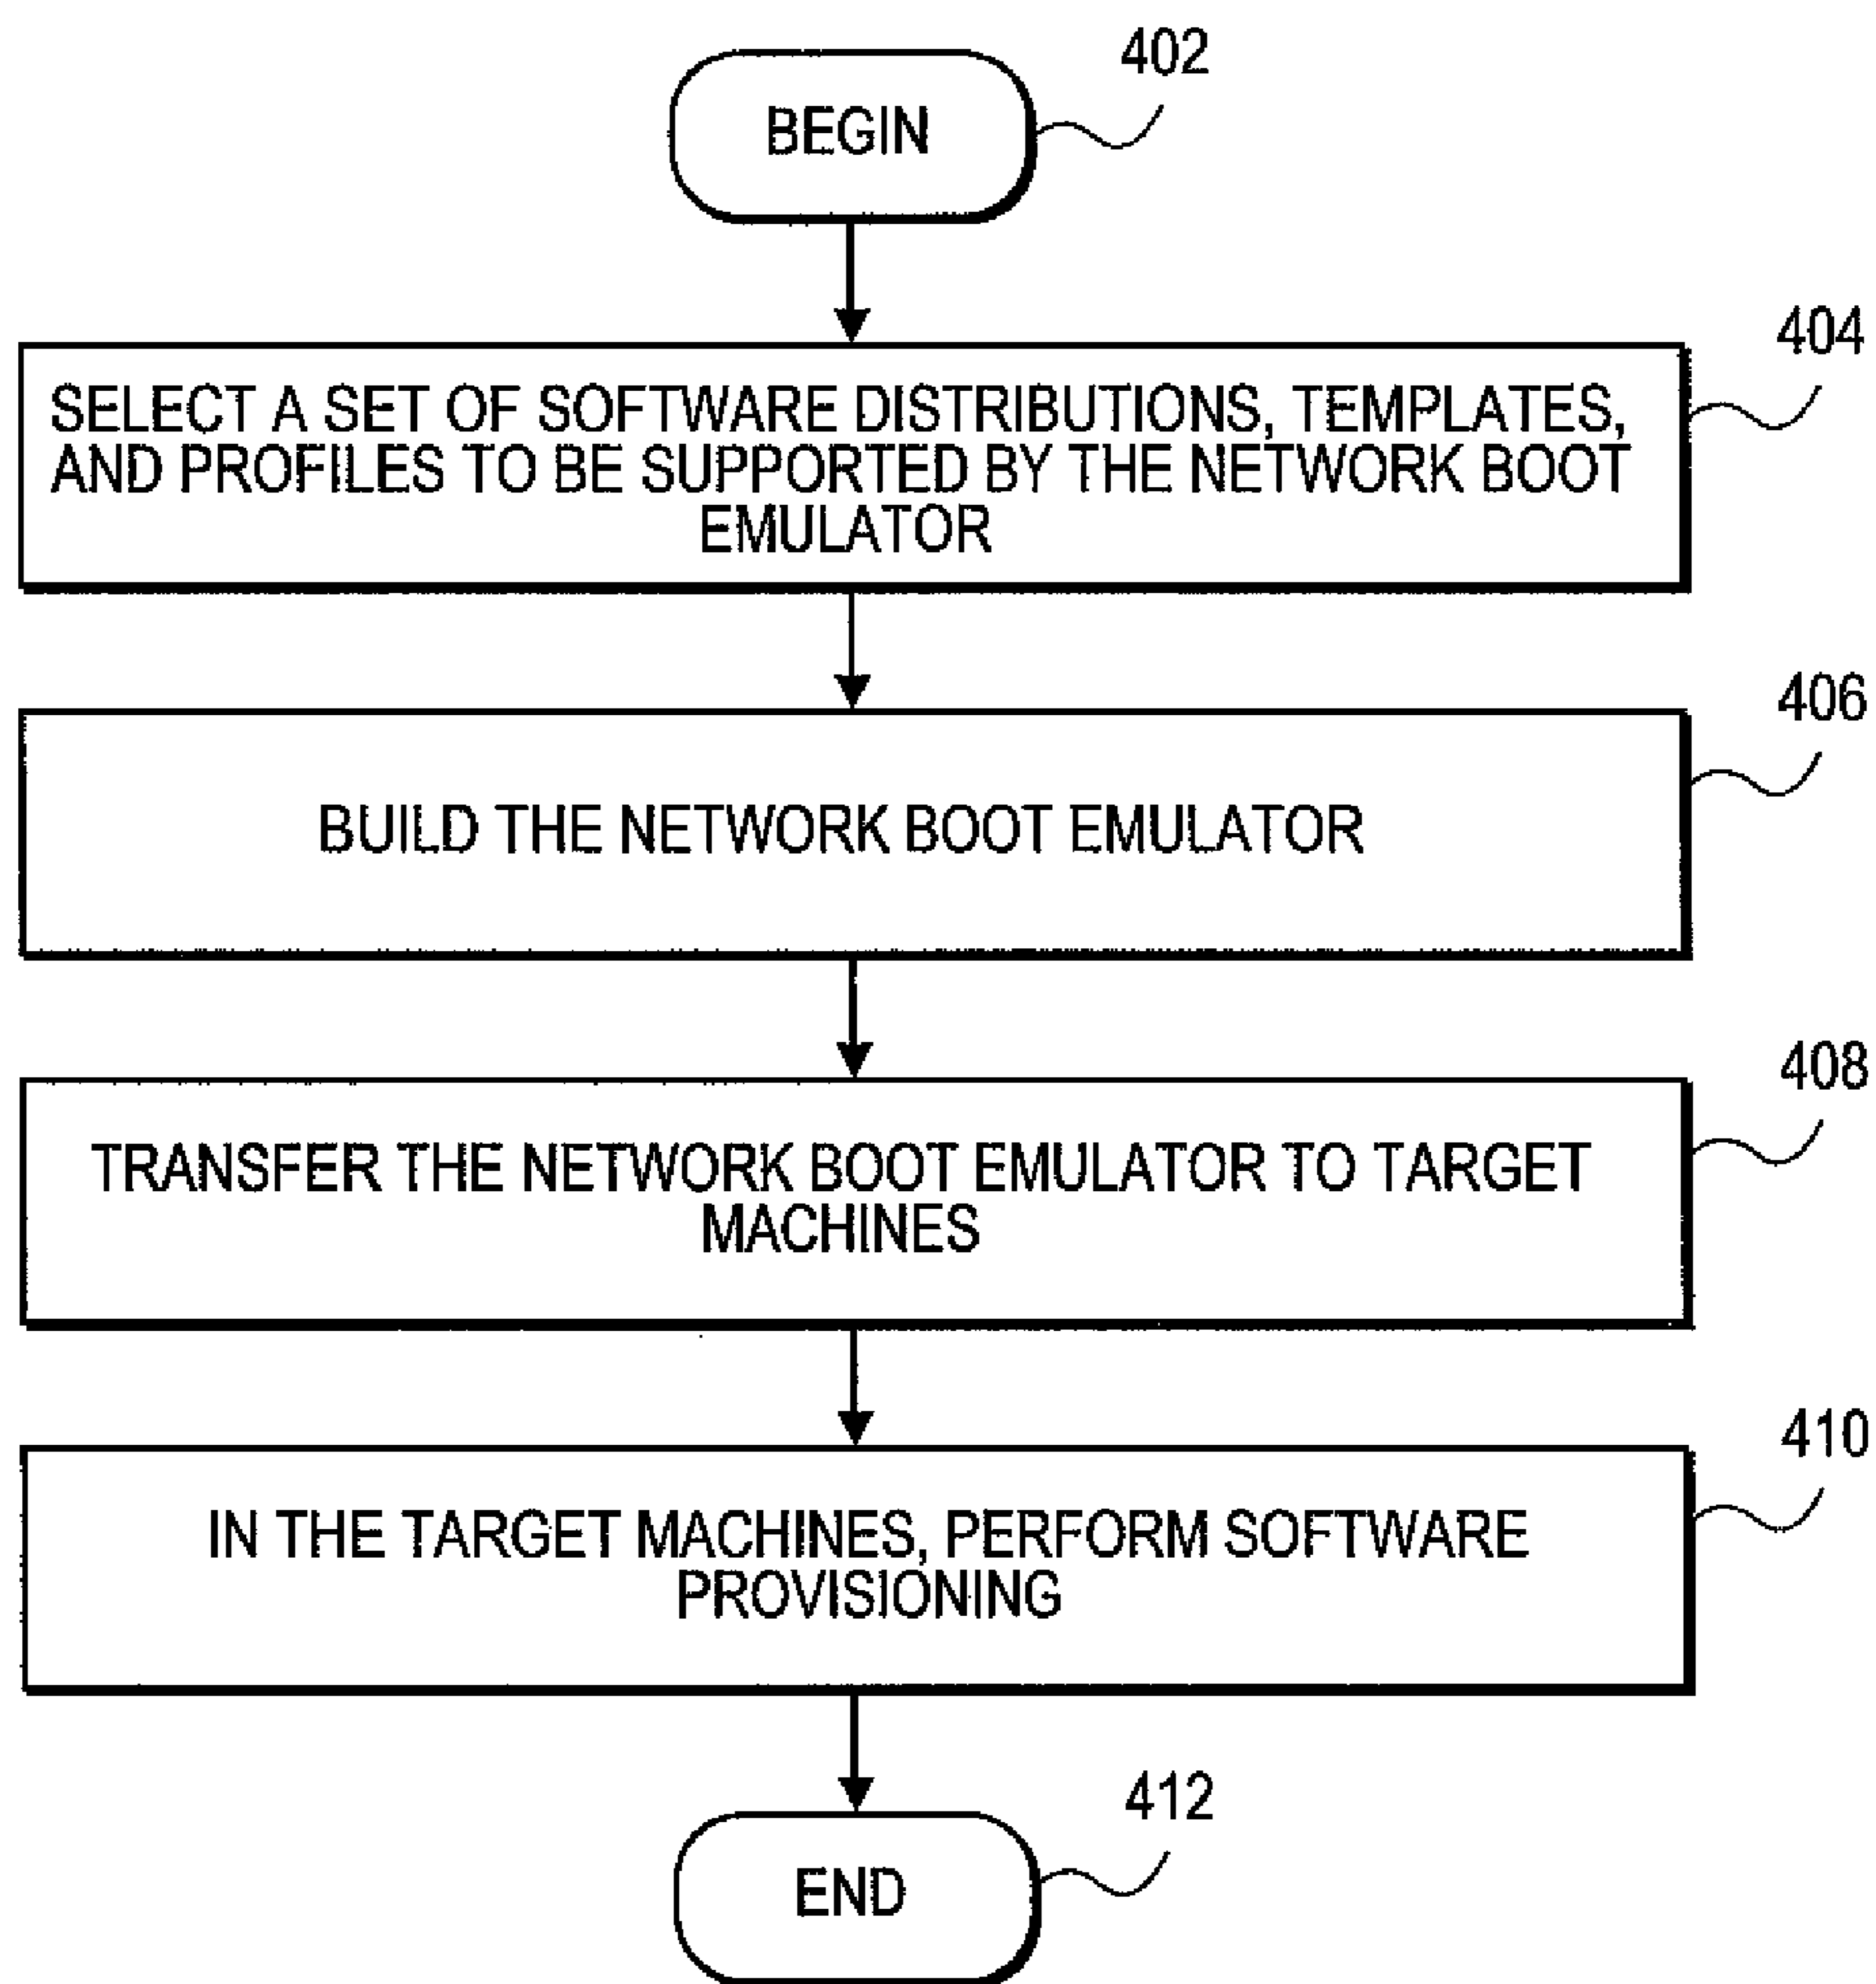 402
BEGIN
404
SELECT A SET OF SOFTWARE DISTRIBUTIONS, TEMPLATES,
AND PROFILES TO BE SUPPORTED BY THE NETWORK BOOT
EMULATOR
406
BUILD THE NETWORK BOOT EMULATOR
408
TRANSFER THE NETWORK BOOT EMULATOR TO TARGET
MACHINES
410
IN THE TARGET MACHINES, PERFORM SOFTWARE
PROVISIONING
412
END